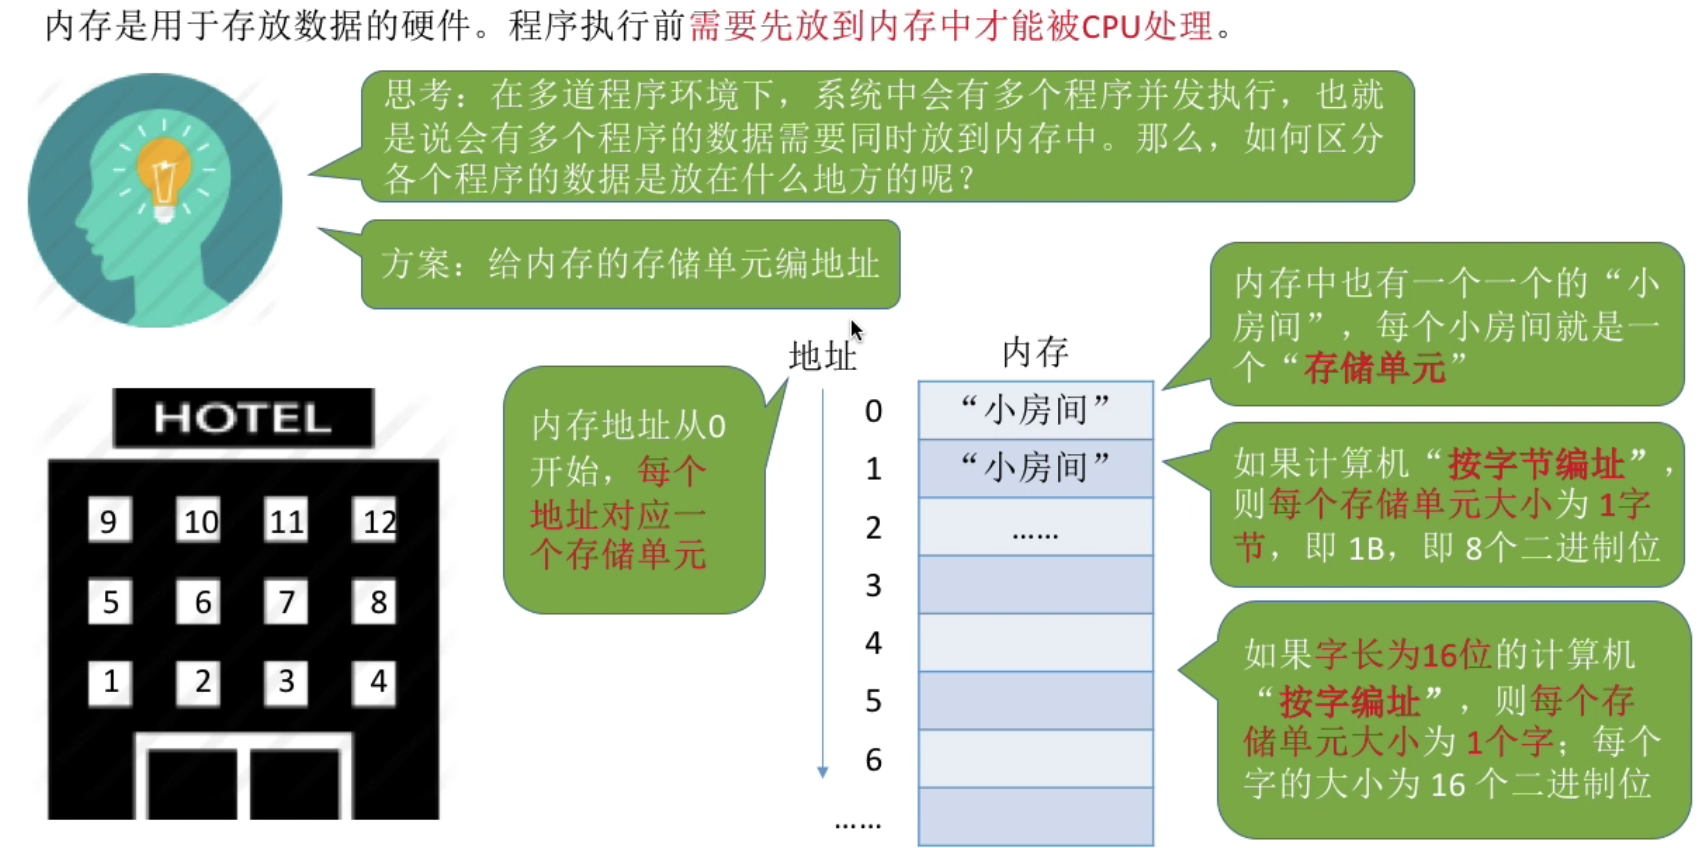 内存是用于存放数据的硬件。程序执行前需要先放到内存中才能被CPU处理。
思考：在多道程序环境下，系统中会有多个程序并发执行，也就
是说会有多个程序的数据需要同时放到内存中。那么，如何区分
各个程序的数据是放在什么地方的呢？
方案：给内存的存储单元编地址
HOTEL
9 10 11 12
5 6 7 8
1 2 3 4
内存地址从0
开始，每个
地址对应一
个存储单元
地址
内存
0 “小房间”
1 “小房间”
2 ……
3
4
5
6
……
内存中也有一个一个的“小
房间”，每个小房间就是一
个“存储单元”
如果计算机“按字节编址”，
则每个存储单元大小为 1字
节，即 1B，即 8个二进制位
如果字长为16位的计算机
“按字编址”，则每个存
储单元大小为 1个字；每个
字的大小为 16 个二进制位